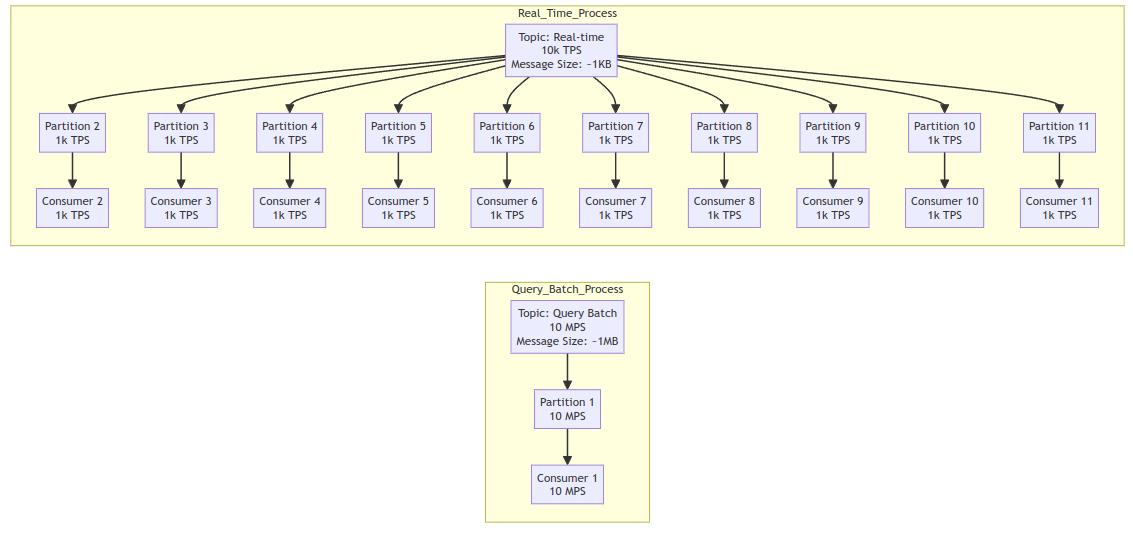 Real_Time_Process
Topic: Real-time
10k TPS
Message Size: ~1KB
Partition 2
1k TPS
Partition 3
1k TPS
Partition 4
1k TPS
Partition 5
1k TPS
Partition 6
1k TPS
Partition 7
1k TPS
Partition 8
1k TPS
Partition 9
1k TPS
Partition 10
1k TPS
Partition 11
1k TPS
Consumer 2
1k TPS
Consumer 3
1k TPS
Consumer 4
1k TPS
Consumer 5
1k TPS
Consumer 6
1k TPS
Consumer 7
1k TPS
Consumer 8
1k TPS
Consumer 9
1k TPS
Consumer 10
1k TPS
Consumer 11
1k TPS
Query_Batch_Process
Topic: Query Batch
10 MPS
Message Size: ~1MB
Partition 1
10 MPS
Consumer 1
10 MPS